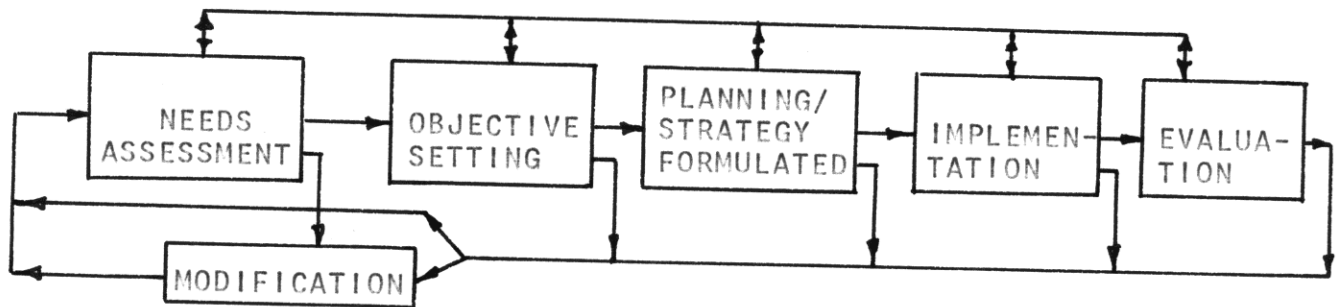 NEEDS
ASSESSMENT
OBJECTIVE
SETTING
PLANNING/
STRATEGY
FORMULATED
IMPLEMEN-
TATION
EVALUA-
TION
MODIFICATION